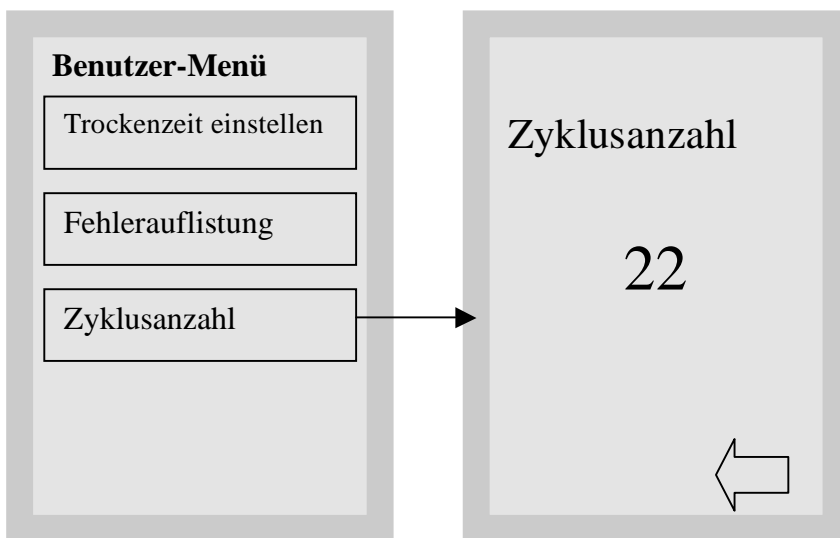 Benutzer-Menü
Trockenzeit einstellen
Fehlerauflistung
Zyklusanzahl
Zyklusanzahl
22